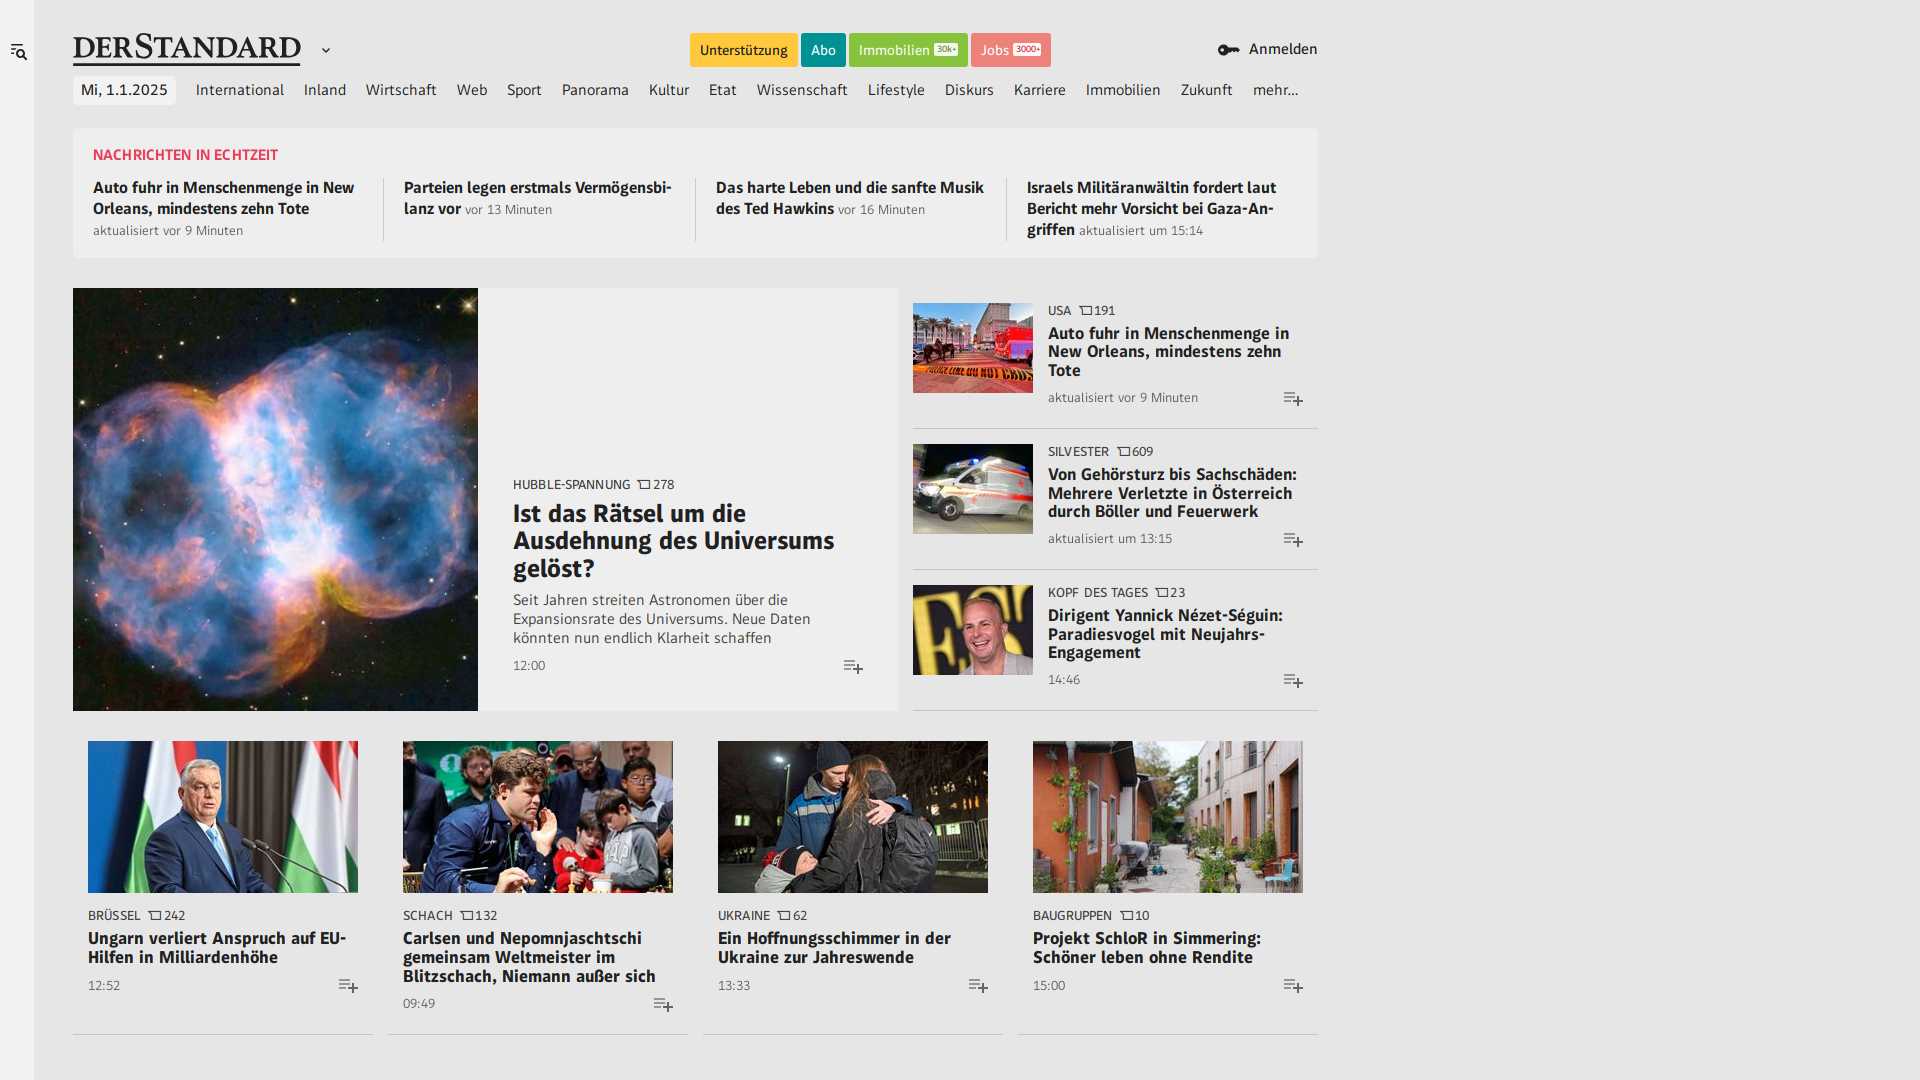 DERSTANDARD
Unterstützung Abo Immobilien 30k+ Jobs 3000+
Anmelden
Mi, 1.1.2025 International Inland Wirtschaft Web Sport Panorama Kultur Etat Wissenschaft Lifestyle Diskurs Karriere Immobilien Zukunft mehr...
NACHRICHTEN IN ECHTZEIT
Auto fuhr in Menschenmenge in New
Orleans, mindestens zehn Tote
aktualisiert vor 9 Minuten
Parteien legen erstmals Vermögensbi-
lanz vor vor 13 Minuten
Das harte Leben und die sanfte Musik
des Ted Hawkins vor 16 Minuten
Israels Militäranwältin fordert laut
Bericht mehr Vorsicht bei Gaza-An-
griffen aktualisiert um 15:14
HUBBLE-SPANNUNG 278
Ist das Rätsel um die
Ausdehnung des Universums
gelöst?
Seit Jahren streiten Astronomen über die
Expansionsrate des Universums. Neue Daten
könnten nun endlich Klarheit schaffen
12:00
USA 191
Auto fuhr in Menschenmenge in
New Orleans, mindestens zehn
Tote
aktualisiert vor 9 Minuten
POLICE LINE DO NOT CROSS
SILVESTER 609
Von Gehörsturz bis Sachschäden:
Mehrere Verletzte in Österreich
durch Böller und Feuerwerk
aktualisiert um 13:15
KOPF DES TAGES 23
Dirigent Yannick Nézet-Séguin:
Paradiesvogel mit Neujahrs-
Engagement
14:46
BRÜSSEL 242
Ungarn verliert Anspruch auf EU-
Hilfen in Milliardenhöhe
12:52
SCHACH 132
Carlsen und Nepomnjaschtschi
gemeinsam Weltmeister im
Blitzschach, Niemann außer sich
09:49
UKRAINE 62
Ein Hoffnungsschimmer in der
Ukraine zur Jahreswende
13:33
BAUGRUPPEN 10
Projekt SchloR in Simmering:
Schöner leben ohne Rendite
15:00